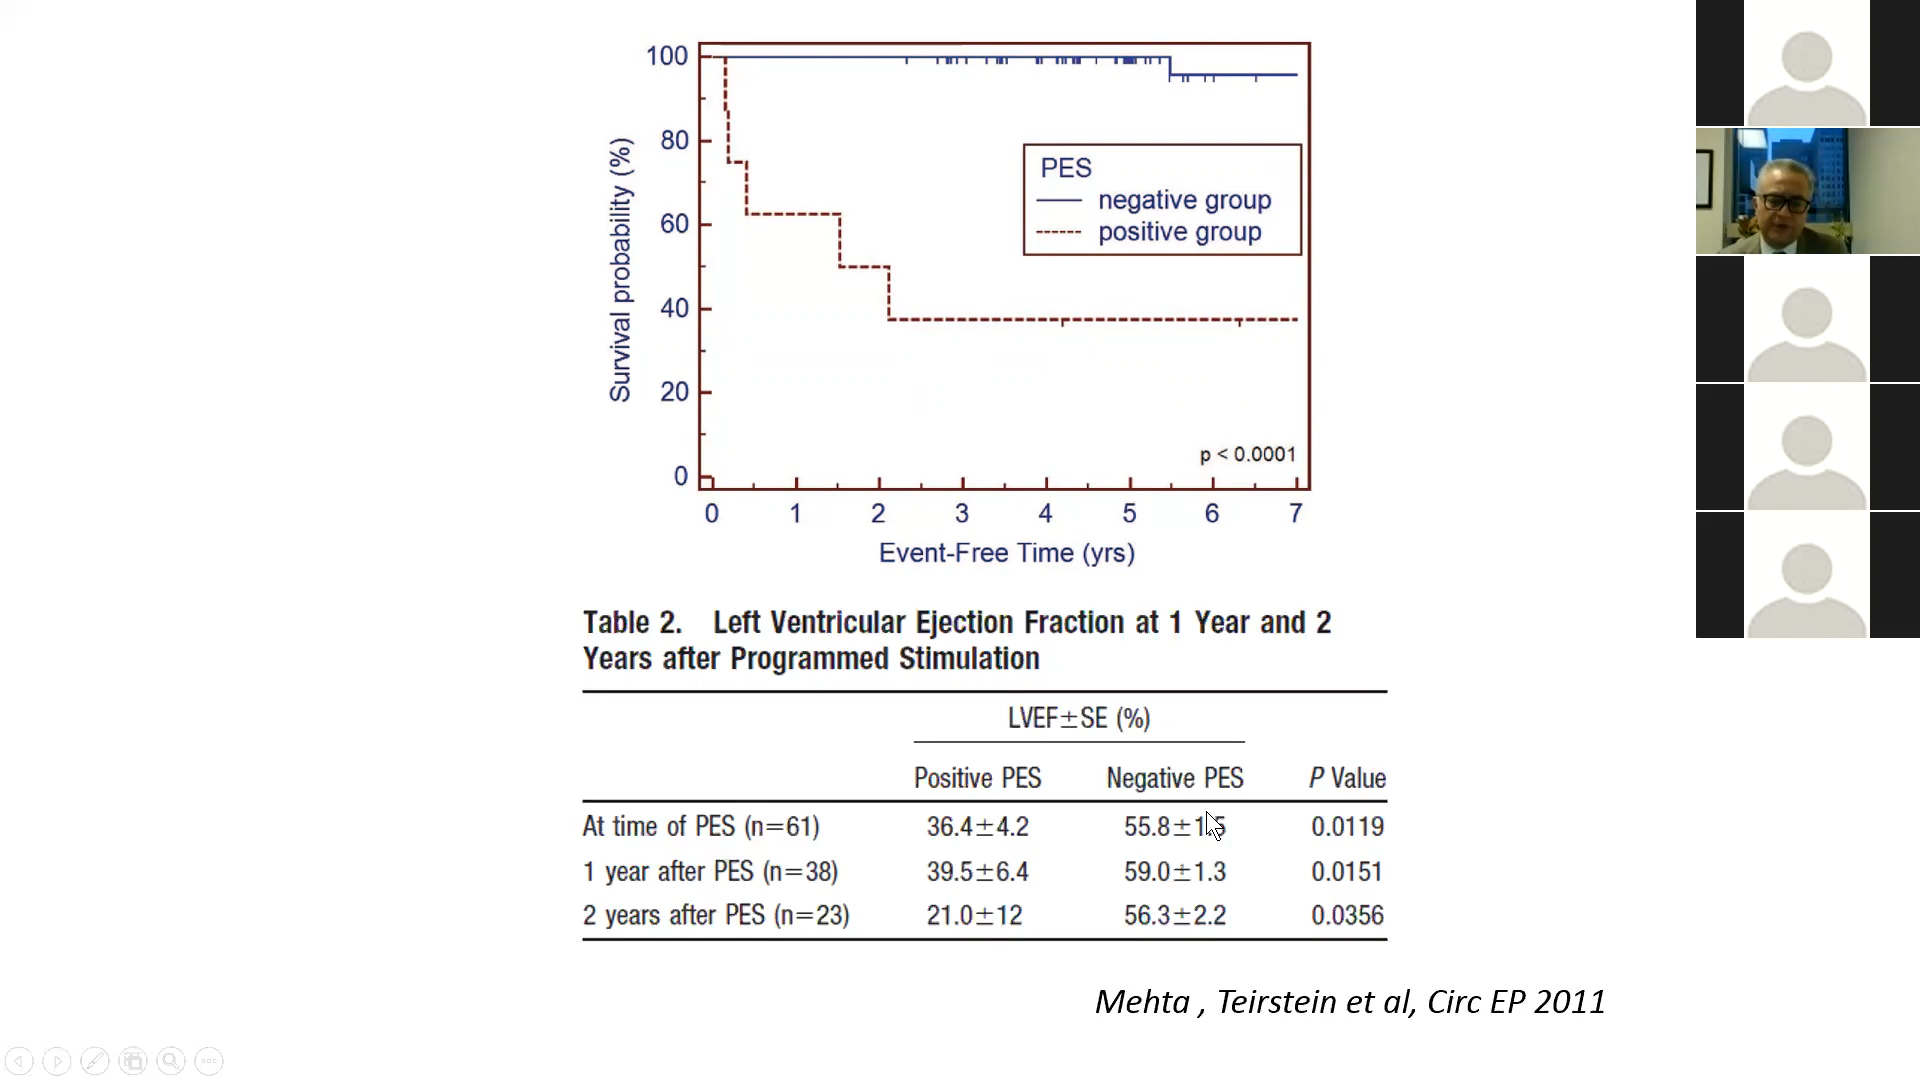 100
80
60
40
20
0
Survival probability (%)
PES
negative group
positive group
p < 0.0001
0 1 2 3 4 5 6 7
Event-Free Time (yrs)
Table 2. Left Ventricular Ejection Fraction at 1 Year and 2
Years after Programmed Stimulation
LVEF±SE (%)
Positive PES Negative PES P Value
At time of PES (n=61) 36.4±4.2 55.8±1.5 0.0119
1 year after PES (n=38) 39.5±6.4 59.0±1.3 0.0151
2 years after PES (n=23) 21.0±12 56.3±2.2 0.0356
Mehta , Teirstein et al, Circ EP 2011